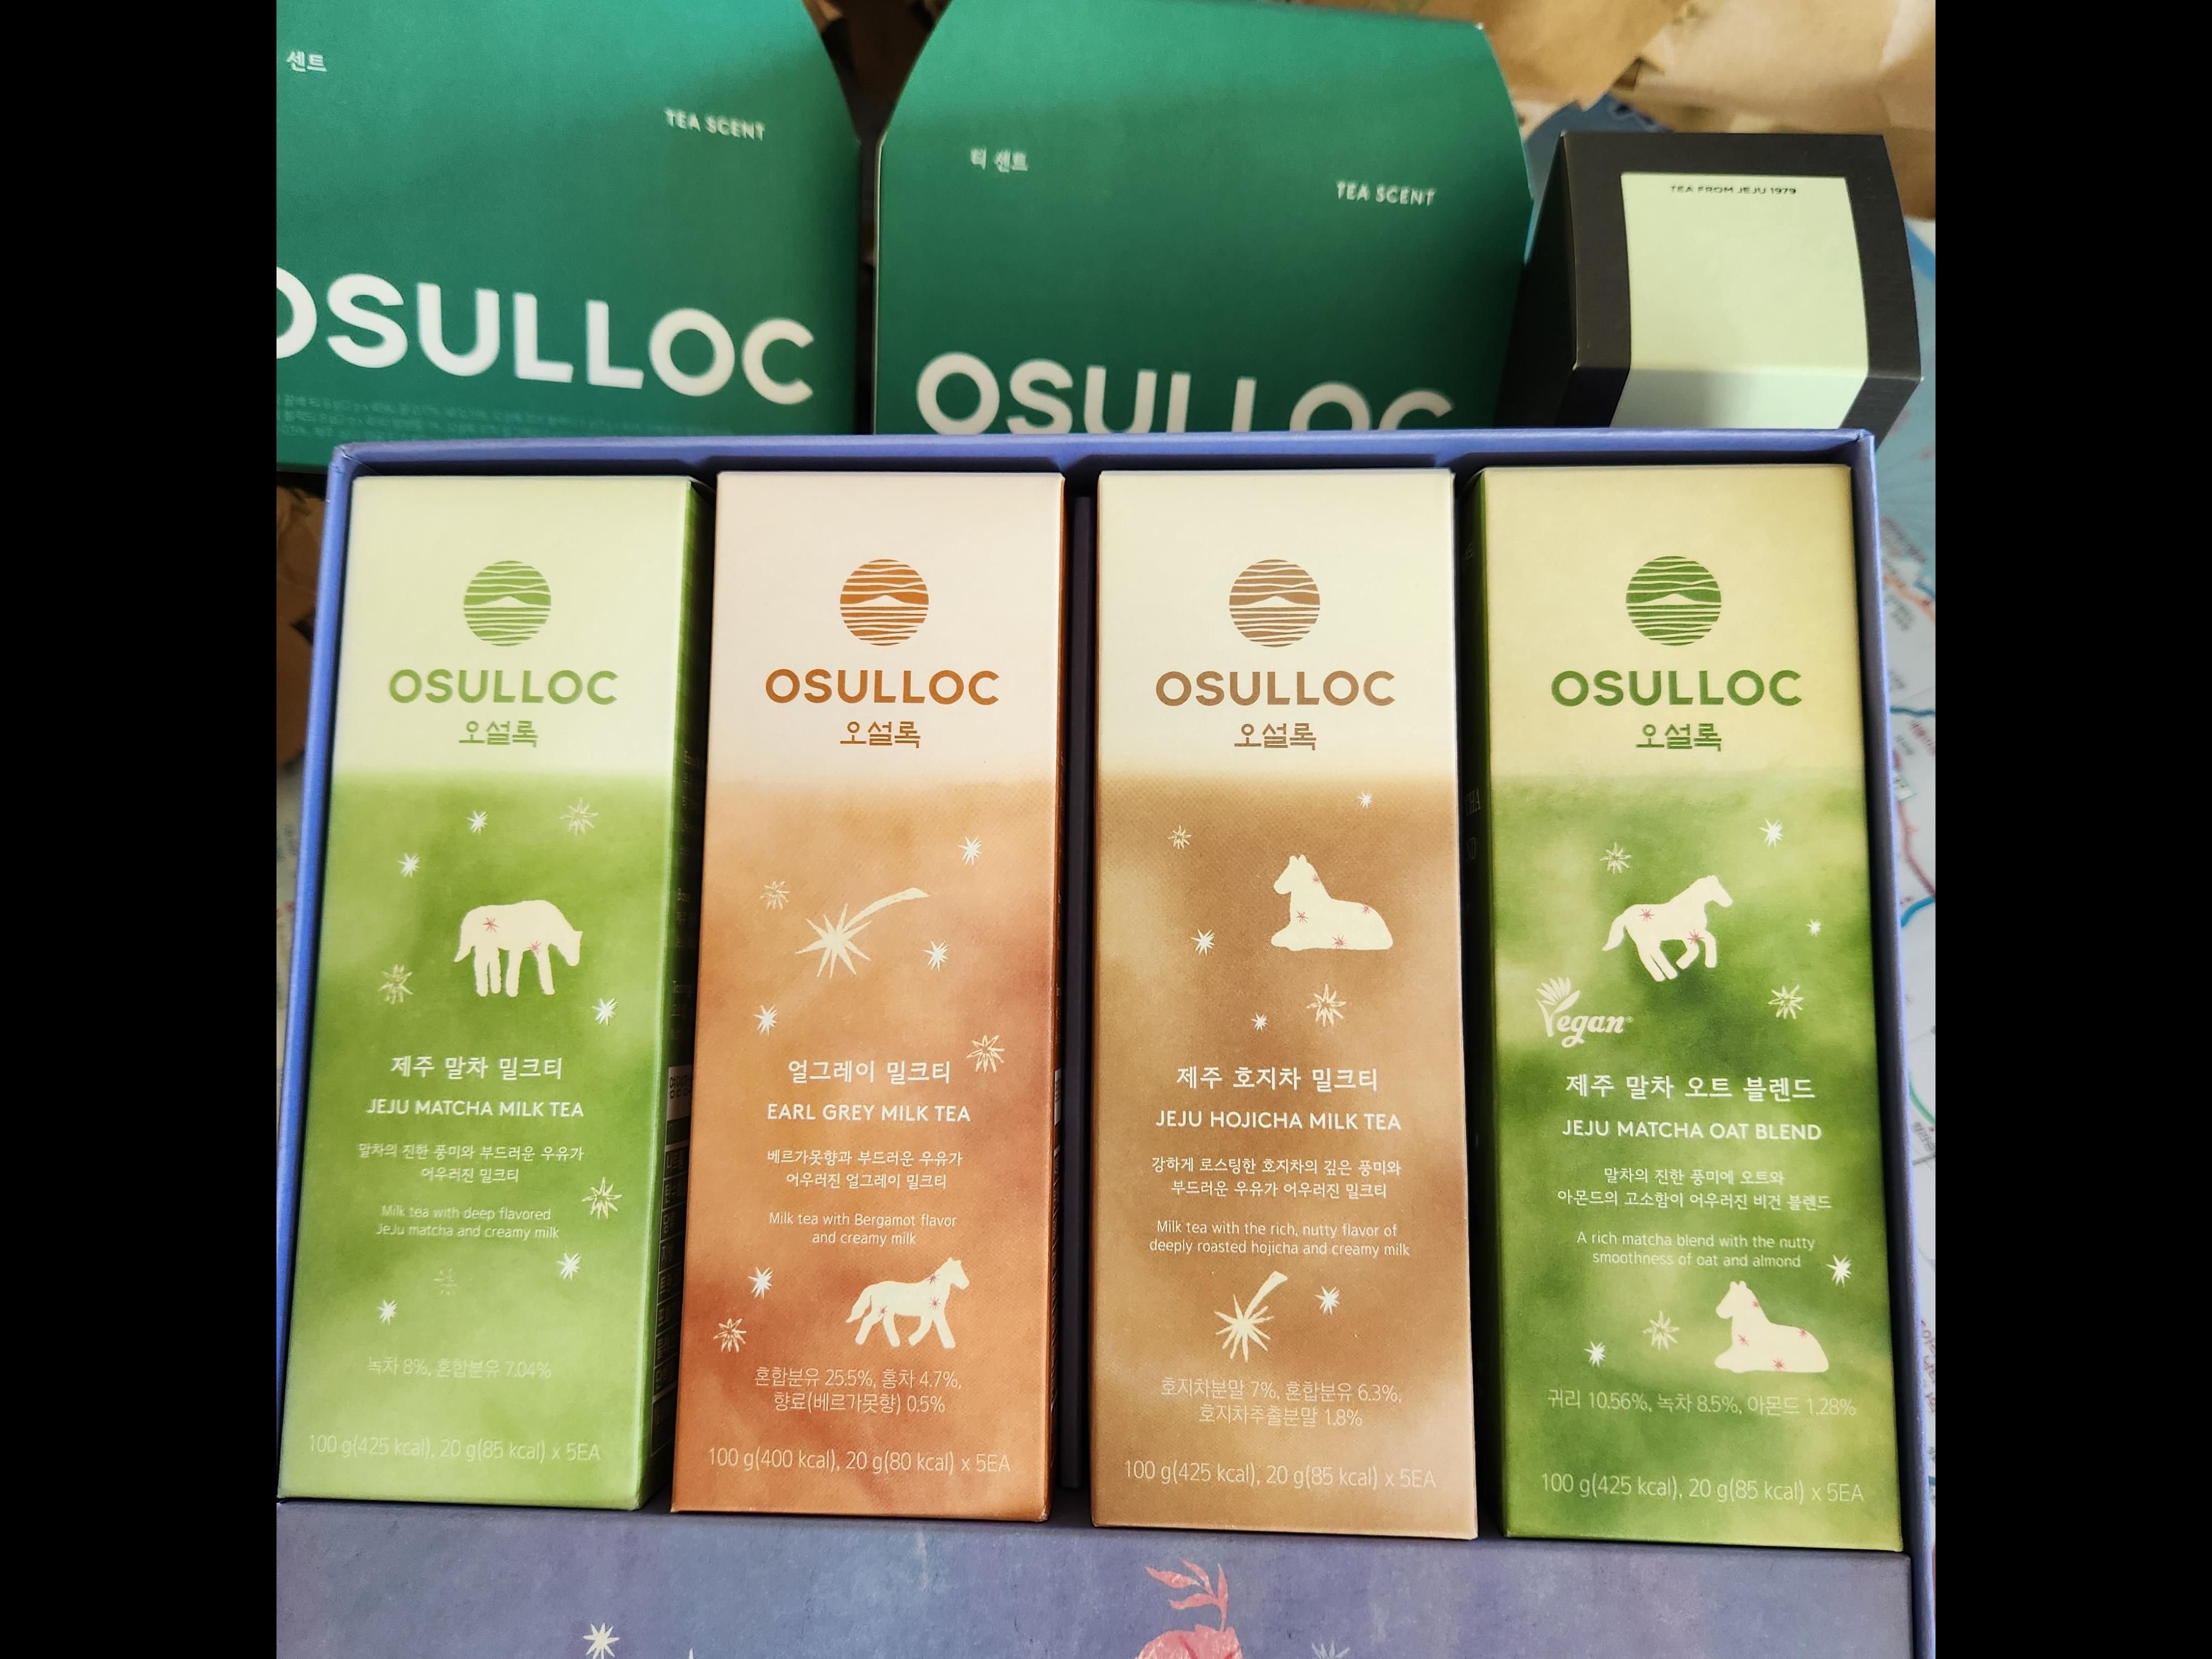 센트
TEA SCENT
OSULLOC
티 센트
TEA SCENT
OSULLOC
TEA FROM JEJU 1979
OSULLOC
오설록
제주 말차 밀크티
JEJU MATCHA MILK TEA
말차의 진한 풍미와 부드러운 우유가
어우러진 밀크티
Milk tea with deep flavored
JeJu matcha and creamy milk
녹차 8%, 혼합분유 7.04%
100 g(425 kcal), 20 g(85 kcal) x 5EA
OSULLOC
오설록
얼그레이 밀크티
EARL GREY MILK TEA
베르가못향과 부드러운 우유가
어우러진 얼그레이 밀크티
Milk tea with Bergamot flavor
and creamy milk
혼합분유 25.5%, 홍차 4.7%,
향료(베르가못향) 0.5%
100 g(400 kcal), 20 g(80 kcal) x 5EA
OSULLOC
오설록
제주 호지차 밀크티
JEJU HOJICHA MILK TEA
강하게 로스팅한 호지차의 깊은 풍미와
부드러운 우유가 어우러진 밀크티
Milk tea with the rich, nutty flavor of
deeply roasted hojicha and creamy milk
호지차분말 7%, 혼합분유 6.3%,
호지차추출분말 1.8%
100 g(425 kcal), 20 g(85 kcal) x 5EA
OSULLOC
오설록
Vegan
제주 말차 오트 블렌드
JEJU MATCHA OAT BLEND
말차의 진한 풍미에 오트와
아몬드의 고소함이 어우러진 비건 블렌드
A rich matcha blend with the nutty
smoothness of oat and almond
귀리 10.56%, 녹차 8.5%, 아몬드 1.28%
100 g(425 kcal), 20 g(85 kcal) x 5EA